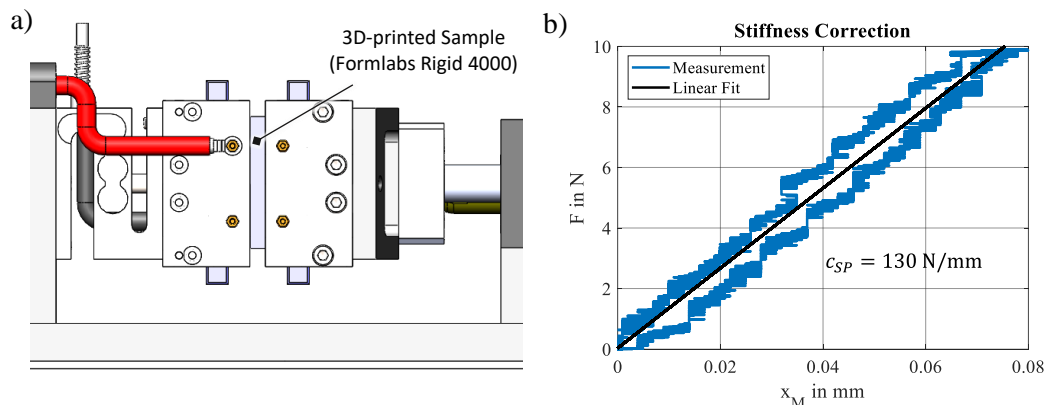 a)
3D-printed Sample
(Formlabs Rigid 4000)
b)
Stiffness Correction
Measurement
Linear Fit
F in N
10
8
6
4
2
0
c_SP = 130 N/mm
0
0.02
0.04
0.06
0.08
x_M in mm